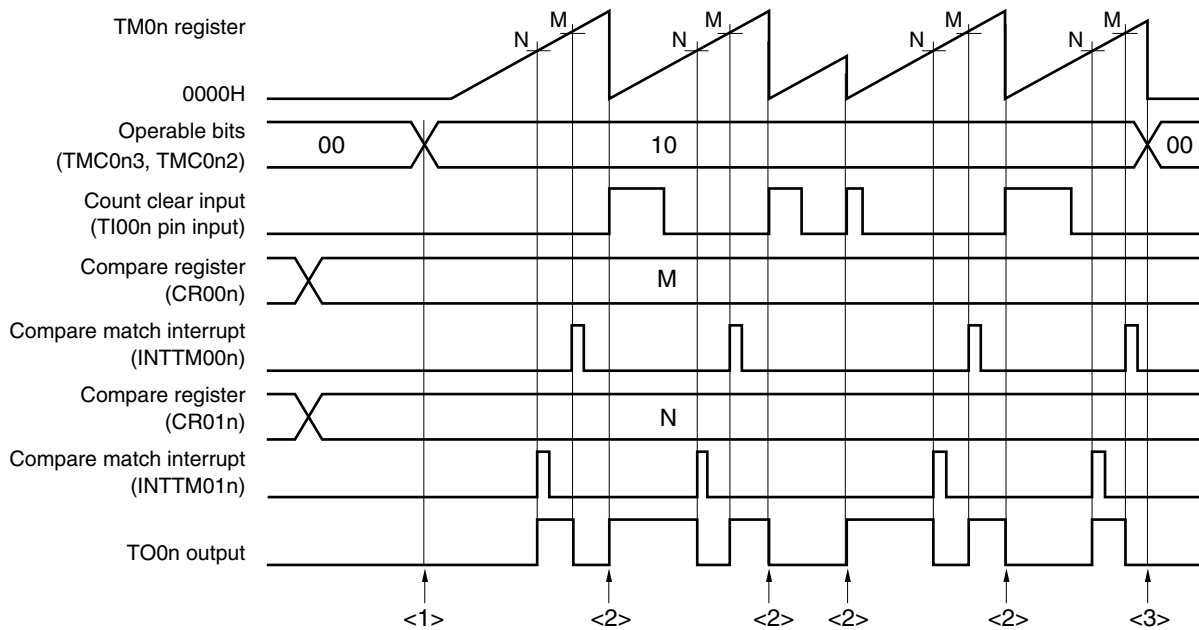 TM0n register
N M N M N M N M
0000H
Operable bits
(TMC0n3, TMC0n2)
00 10 00
Count clear input
(TI00n pin input)
Compare register
(CR00n)
M
Compare match interrupt
(INTTM00n)
Compare register
(CR01n)
N
Compare match interrupt
(INTTM01n)
TO0n output
<1> <2> <2> <2> <2> <3>